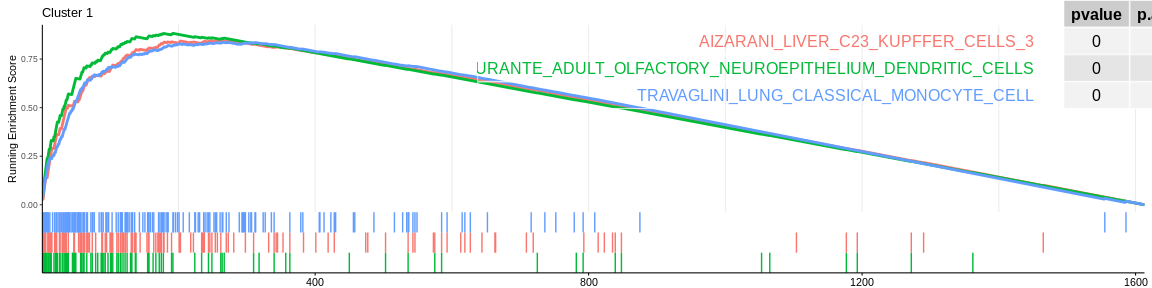 Cluster 1
pvalue p.
AIZARANI_LIVER_C23_KUPFFER_CELLS_3 0
URANTE_ADULT_OLFACTORY_NEUROEPITHELIUM_DENDRITIC_CELLS 0
TRAVAGLINI_LUNG_CLASSICAL_MONOCYTE_CELL 0
Running Enrichment Score
0.75
0.50
0.25
0.00
400 800 1200 1600